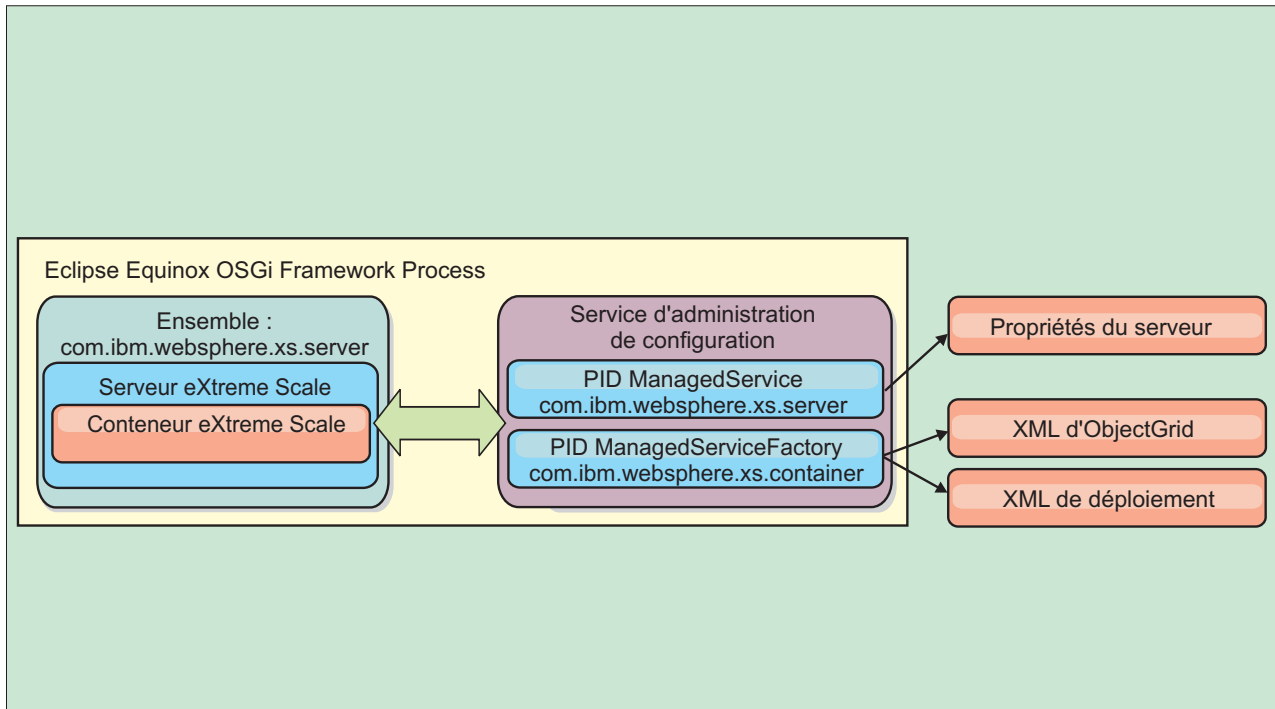 Eclipse Equinox OSGi Framework Process
Ensemble :
com.ibm.websphere.xs.server
Serveur eXtreme Scale
Conteneur eXtreme Scale
Service d'administration
de configuration
PID ManagedService
com.ibm.websphere.xs.server
PID ManagedServiceFactory
com.ibm.websphere.xs.container
Propriétés du serveur
XML d'ObjectGrid
XML de déploiement